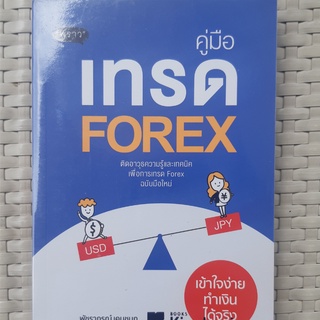 คู่มือ
เทรด
FOREX
ติดอาวุธความรู้และเทคนิค
เพื่อการเทรด Forex
ฉบับมือใหม่
USD
JPY
เข้าใจง่าย
ทำเงิน
ได้จริง
BOOKS